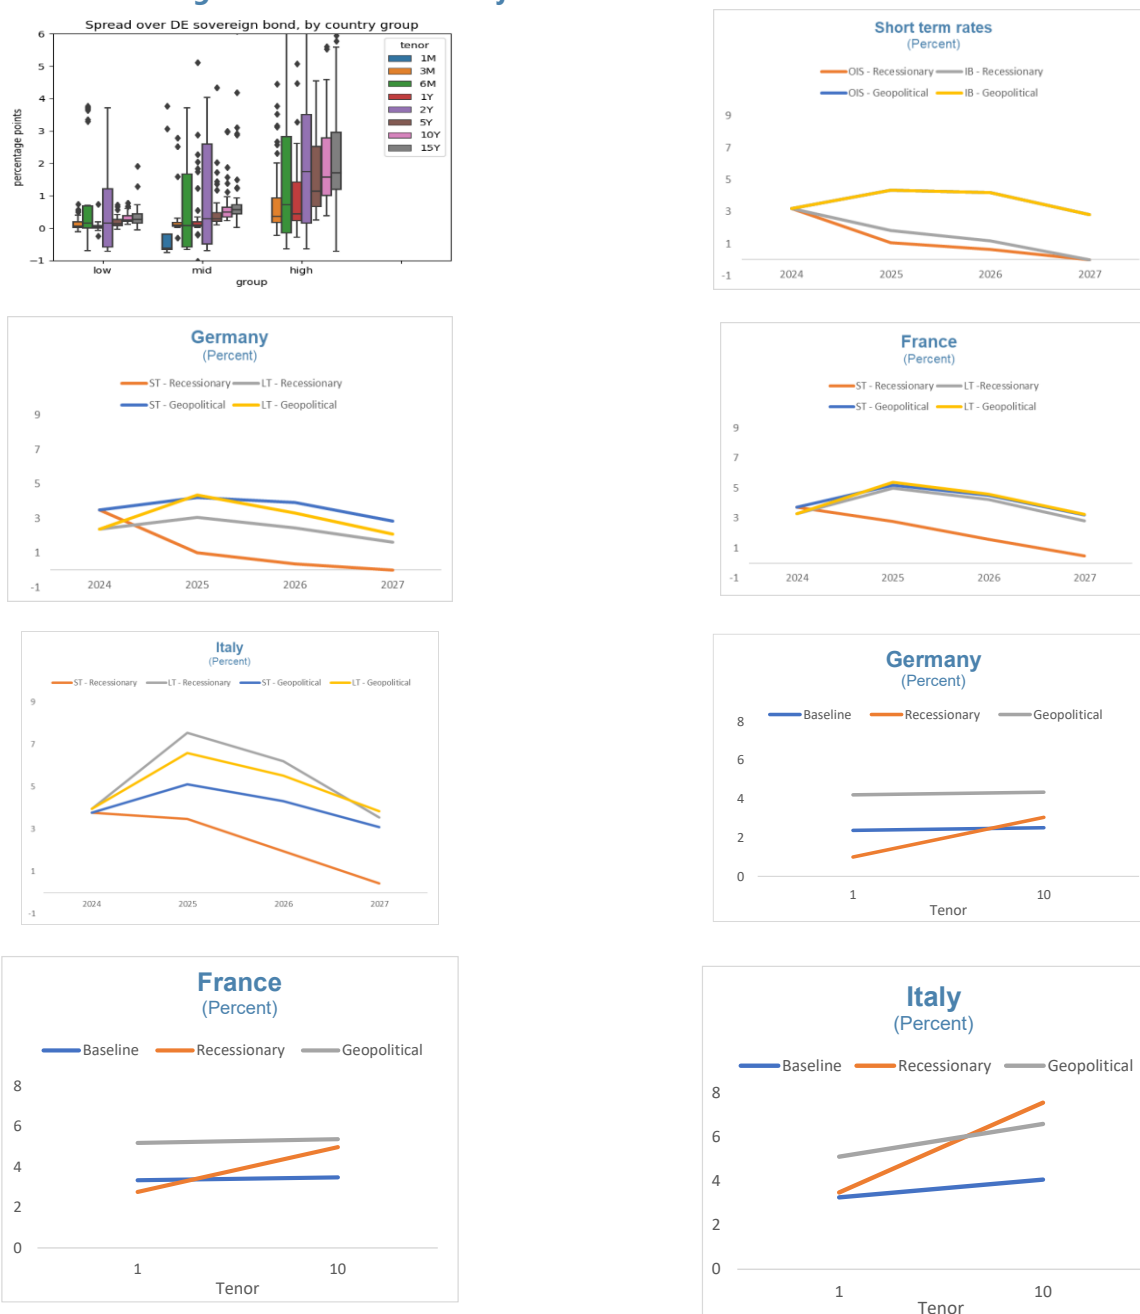 Spread over DE sovereign bond, by country group
percentage points
6
5
4
3
2
1
0
−1
tenor
1M
3M
6M
1Y
2Y
5Y
10Y
15Y
low mid high
group
Short term rates
(Percent)
OIS - Recessionary IB - Recessionary
OIS - Geopolitical IB - Geopolitical
9
7
5
3
1
-1
2024 2025 2026 2027
Germany
(Percent)
ST - Recessionary LT - Recessionary
ST - Geopolitical LT - Geopolitical
9
7
5
3
1
-1
2024 2025 2026 2027
France
(Percent)
ST - Recessionary LT -Recessionary
ST - Geopolitical LT - Geopolitical
9
7
5
3
1
-1
2024 2025 2026 2027
Italy
(Percent)
ST - Recessionary LT - Recessionary ST - Geopolitical LT - Geopolitical
9
7
5
3
1
-1
2024 2025 2026 2027
Germany
(Percent)
Baseline Recessionary Geopolitical
8
6
4
2
0
1 10
Tenor
France
(Percent)
Baseline Recessionary Geopolitical
8
6
4
2
0
1 10
Tenor
Italy
(Percent)
Baseline Recessionary Geopolitical
8
6
4
2
0
1 10
Tenor